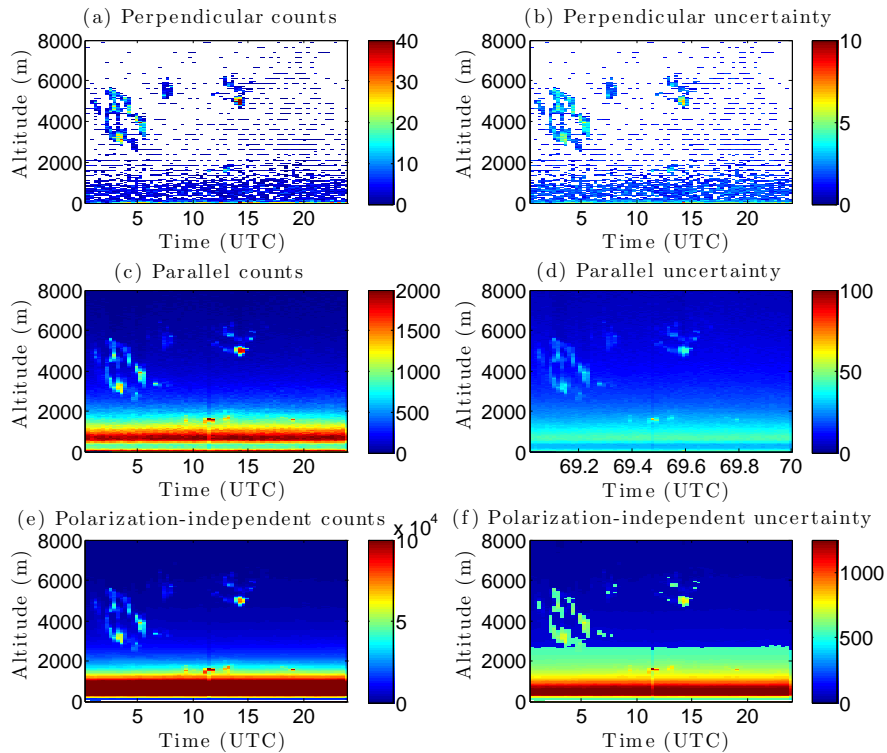 (a) Perpendicular counts
(b) Perpendicular uncertainty
Altitude (m)
8000
6000
4000
2000
0
5 10 15 20
Time (UTC)
40
30
20
10
0
Altitude (m)
8000
6000
4000
2000
0
5 10 15 20
Time (UTC)
10
5
0
(c) Parallel counts
(d) Parallel uncertainty
Altitude (m)
8000
6000
4000
2000
0
5 10 15 20
Time (UTC)
2000
1500
1000
500
0
Altitude (m)
8000
6000
4000
2000
0
69.2 69.4 69.6 69.8 70
Time (UTC)
100
50
0
(e) Polarization-independent counts
(f) Polarization-independent uncertainty
Altitude (m)
8000
6000
4000
2000
0
5 10 15 20
Time (UTC)
x 10^4
10
5
0
Altitude (m)
8000
6000
4000
2000
0
5 10 15 20
Time (UTC)
1000
500
0